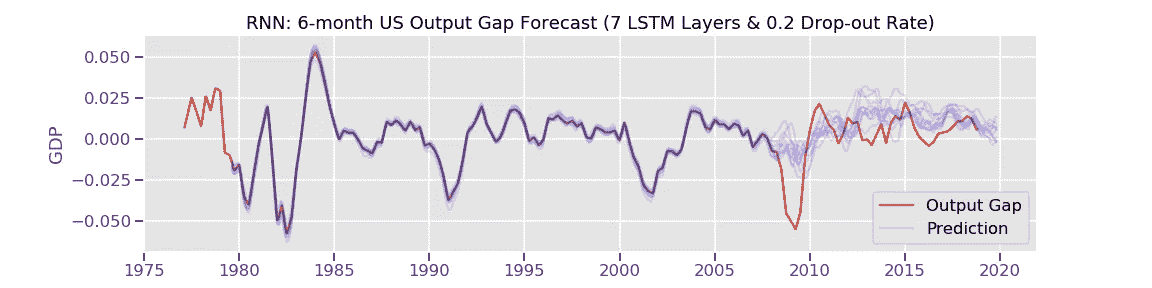 RNN: 6-month US Output Gap Forecast (7 LSTM Layers & 0.2 Drop-out Rate)
0.050
0.025
0.000
−0.025
−0.050
GDP
Output Gap
Prediction
1975 1980 1985 1990 1995 2000 2005 2010 2015 2020